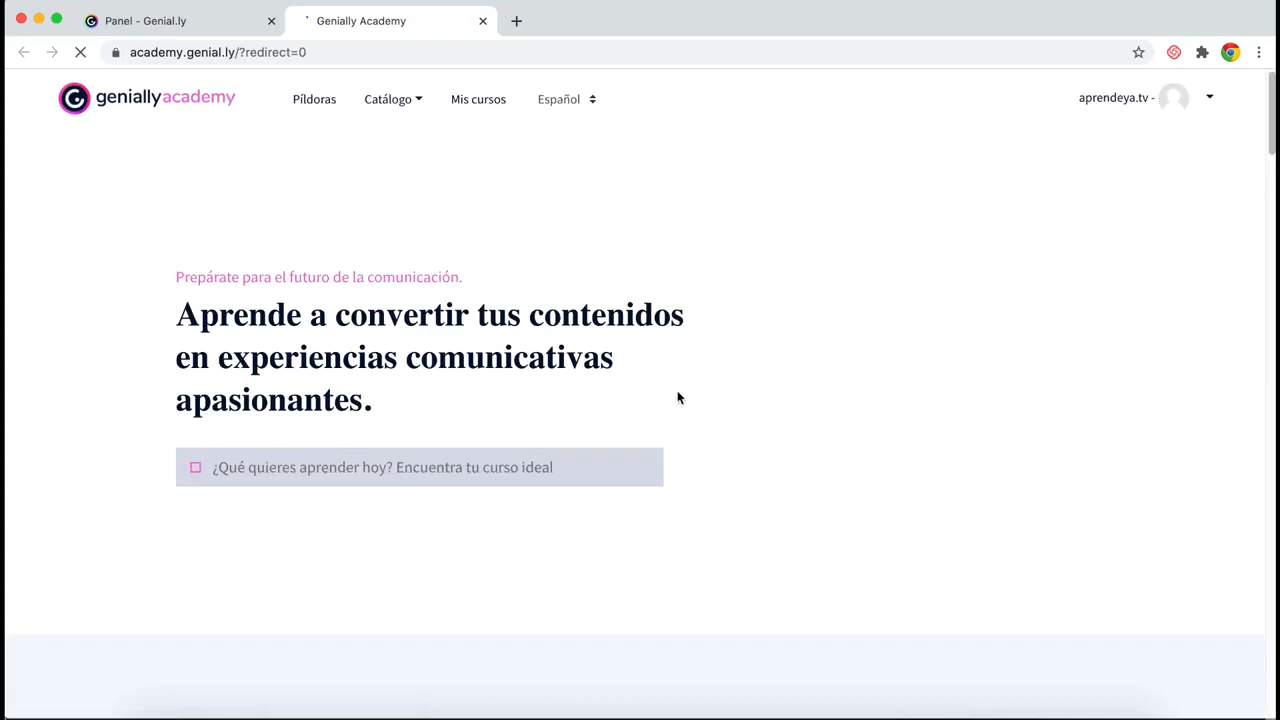 Panel - Genial.ly
Genially Academy
academy.genial.ly/?redirect=0
geniallyacademy
Píldoras
Catálogo
Mis cursos
Español
aprendeya.tv -
Prepárate para el futuro de la comunicación.
Aprende a convertir tus contenidos
en experiencias comunicativas
apasionantes.
¿Qué quieres aprender hoy? Encuentra tu curso ideal